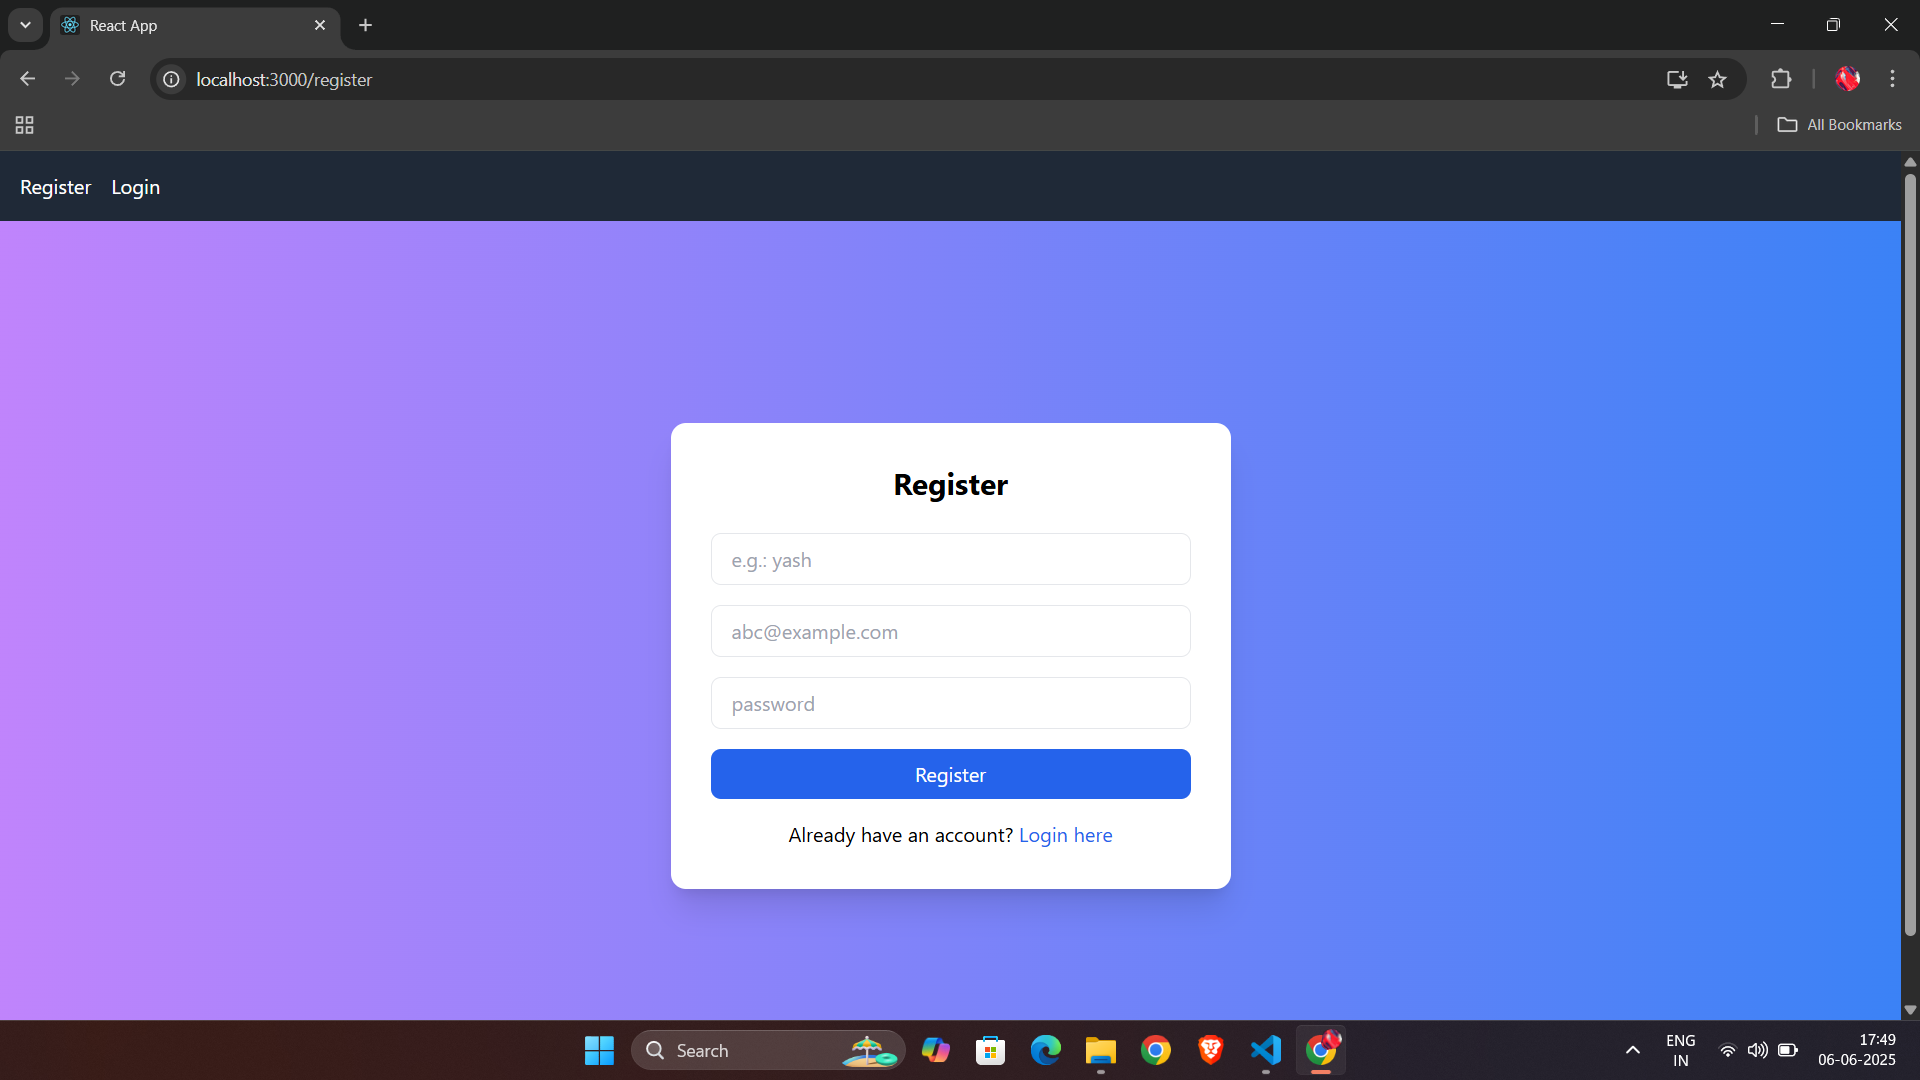 React App
localhost:3000/register
All Bookmarks
Register Login
Register
e.g.: yash
abc@example.com
password
Register
Already have an account? Login here
Search
ENG
IN
17:49
06-06-2025